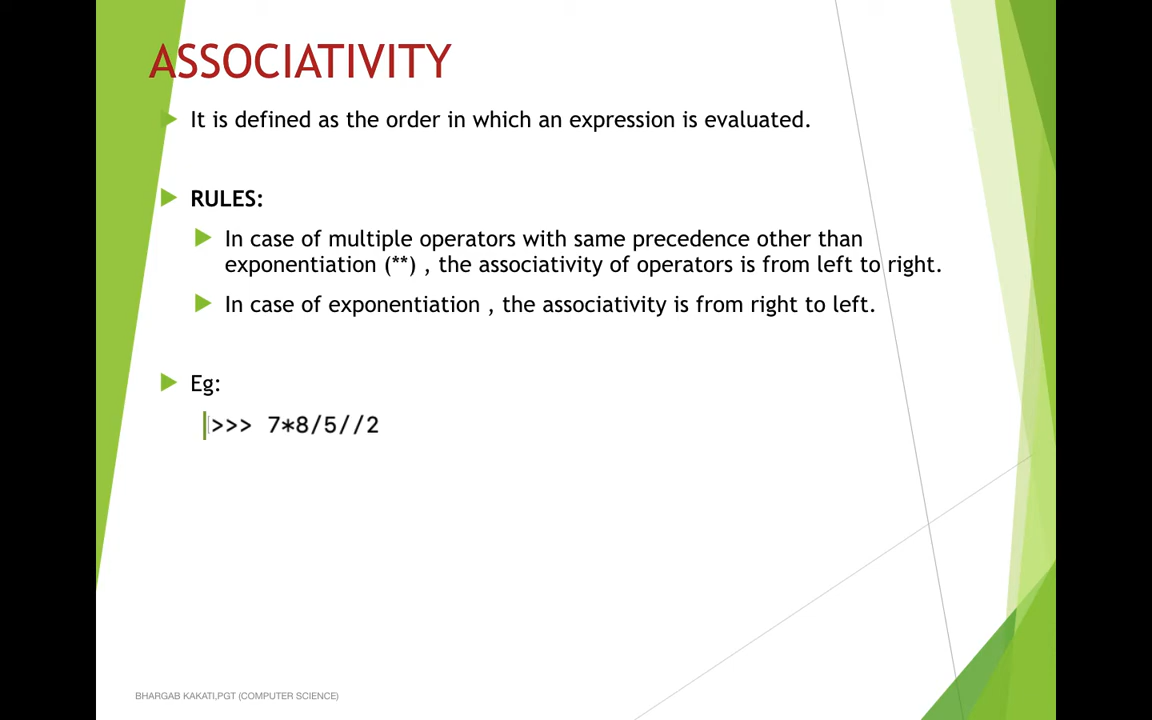 ASSOCIATIVITY
It is defined as the order in which an expression is evaluated.
RULES:
In case of multiple operators with same precedence other than
exponentiation (**) , the associativity of operators is from left to right.
In case of exponentiation , the associativity is from right to left.
Eg:
>>> 7*8/5//2
BHARGAB KAKATI,PGT (COMPUTER SCIENCE)